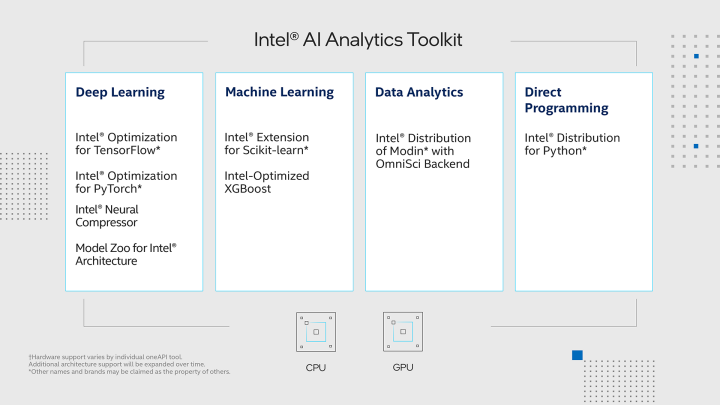 Intel® AI Analytics Toolkit
Deep Learning
Intel® Optimization
for TensorFlow*
Intel® Optimization
for PyTorch*
Intel® Neural
Compressor
Model Zoo for Intel®
Architecture
Machine Learning
Intel® Extension
for Scikit-learn*
Intel-Optimized
XGBoost
Data Analytics
Intel® Distribution
of Modin* with
OmniSci Backend
Direct
Programming
Intel® Distribution
for Python*
CPU
GPU
†Hardware support varies by individual oneAPI tool.
Additional architecture support will be expanded over time.
*Other names and brands may be claimed as the property of others.